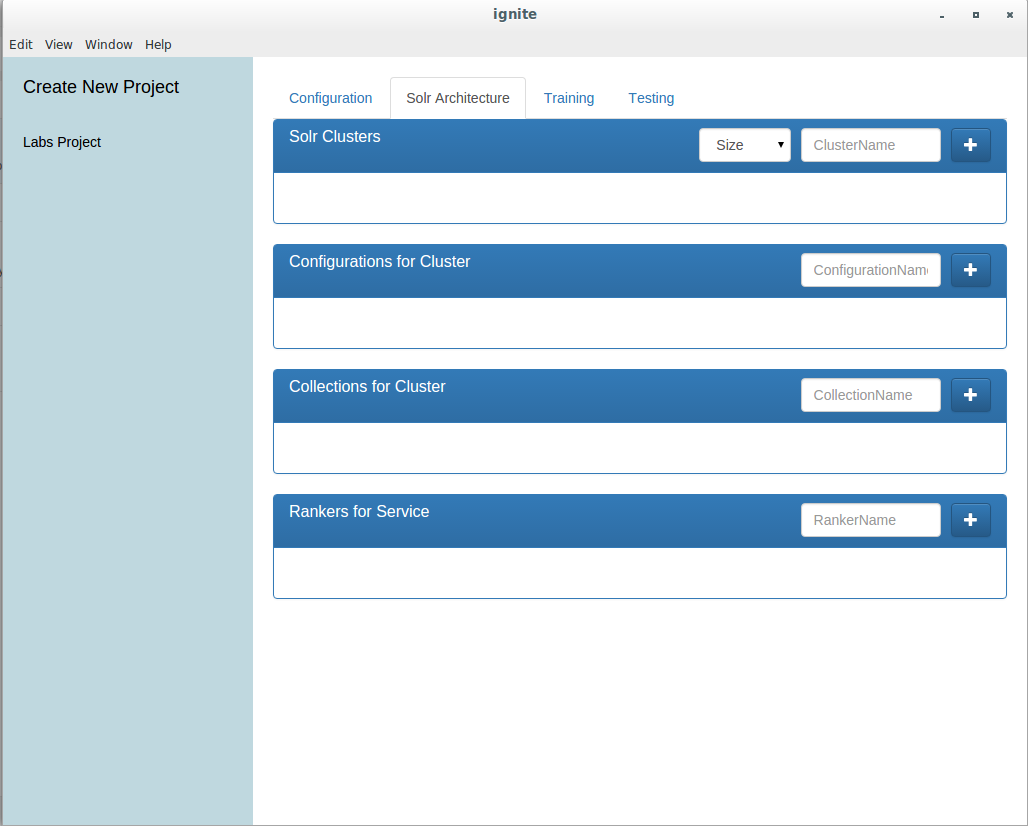 ignite
Edit View Window Help
Create New Project
Labs Project
Configuration Solr Architecture Training Testing
Solr Clusters Size ClusterName
Configurations for Cluster ConfigurationName
Collections for Cluster CollectionName
Rankers for Service RankerName